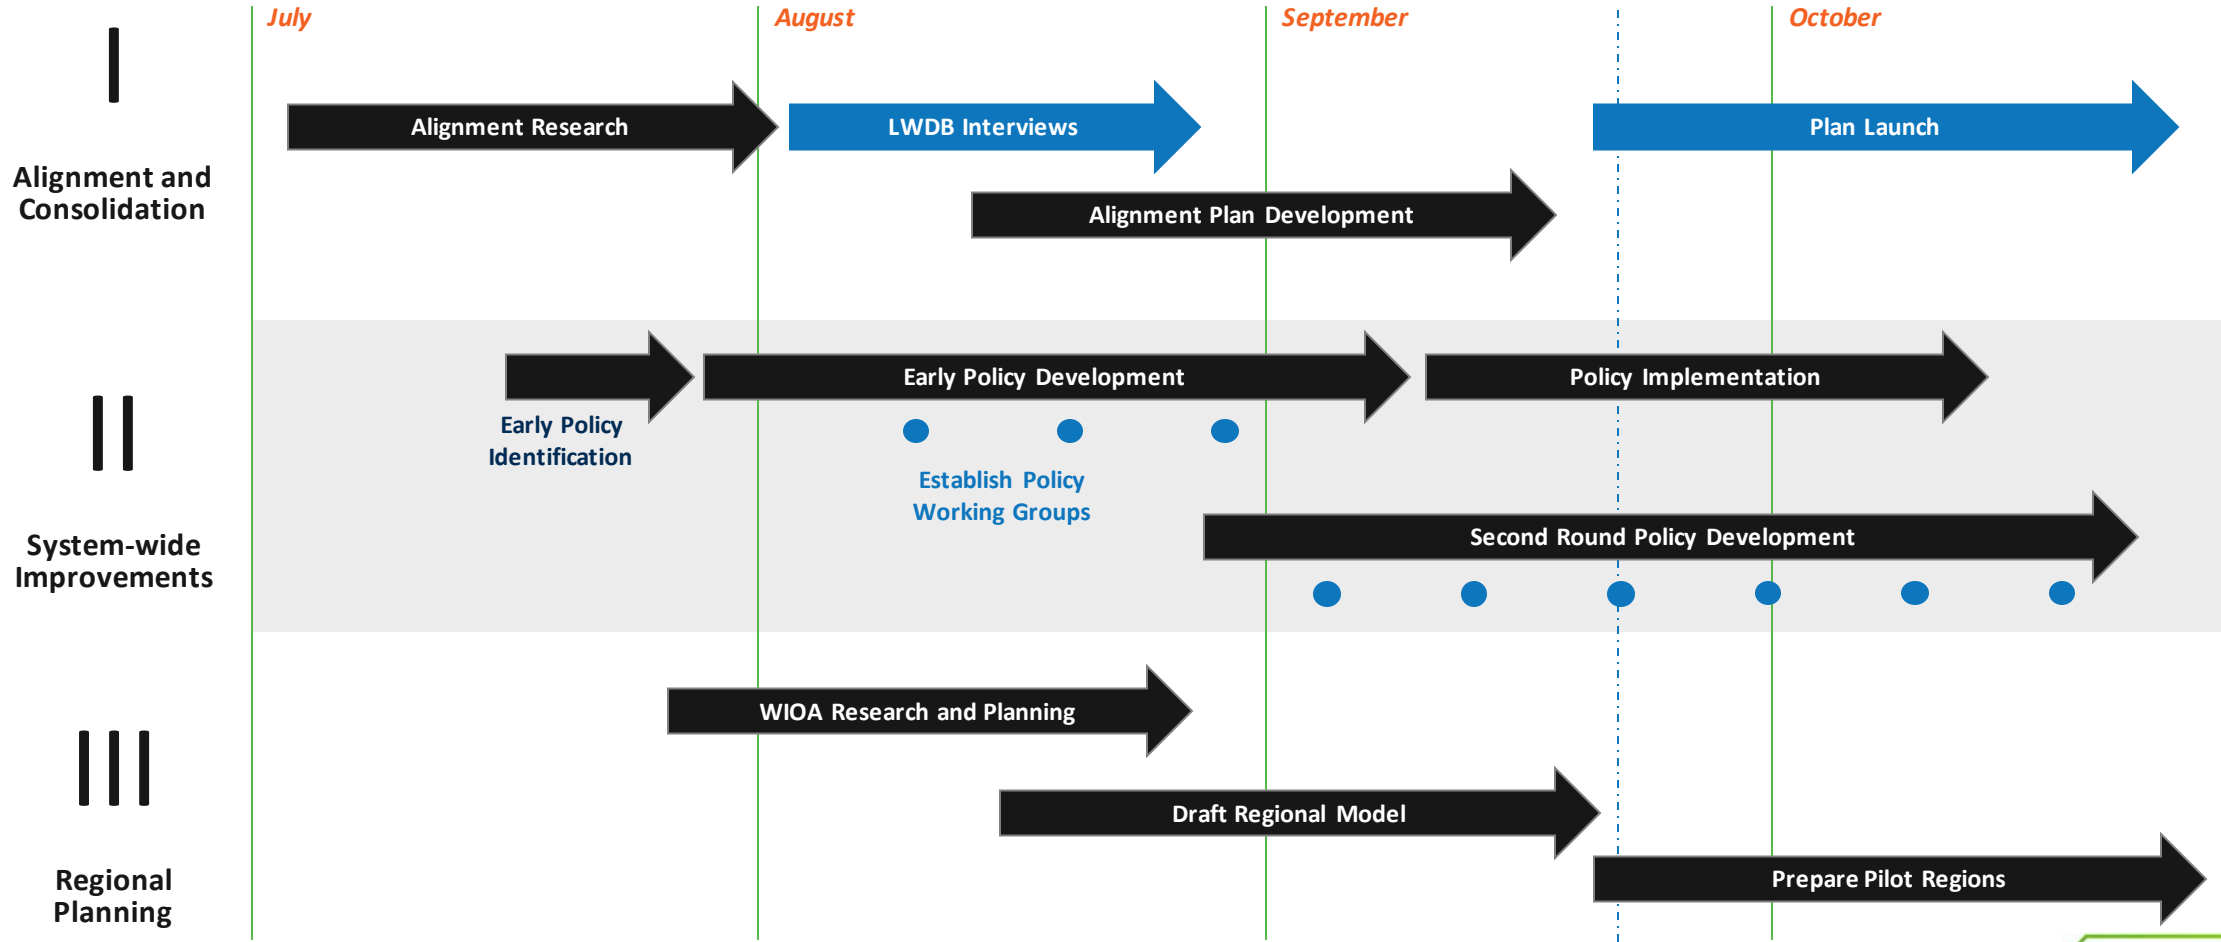 July
August
September
October
I
Alignment and
Consolidation
Alignment Research
LWDB Interviews
Plan Launch
Alignment Plan Development
II
System-wide
Improvements
Early Policy
Identification
Early Policy Development
Policy Implementation
Establish Policy
Working Groups
Second Round Policy Development
III
Regional
Planning
WIOA Research and Planning
Draft Regional Model
Prepare Pilot Regions